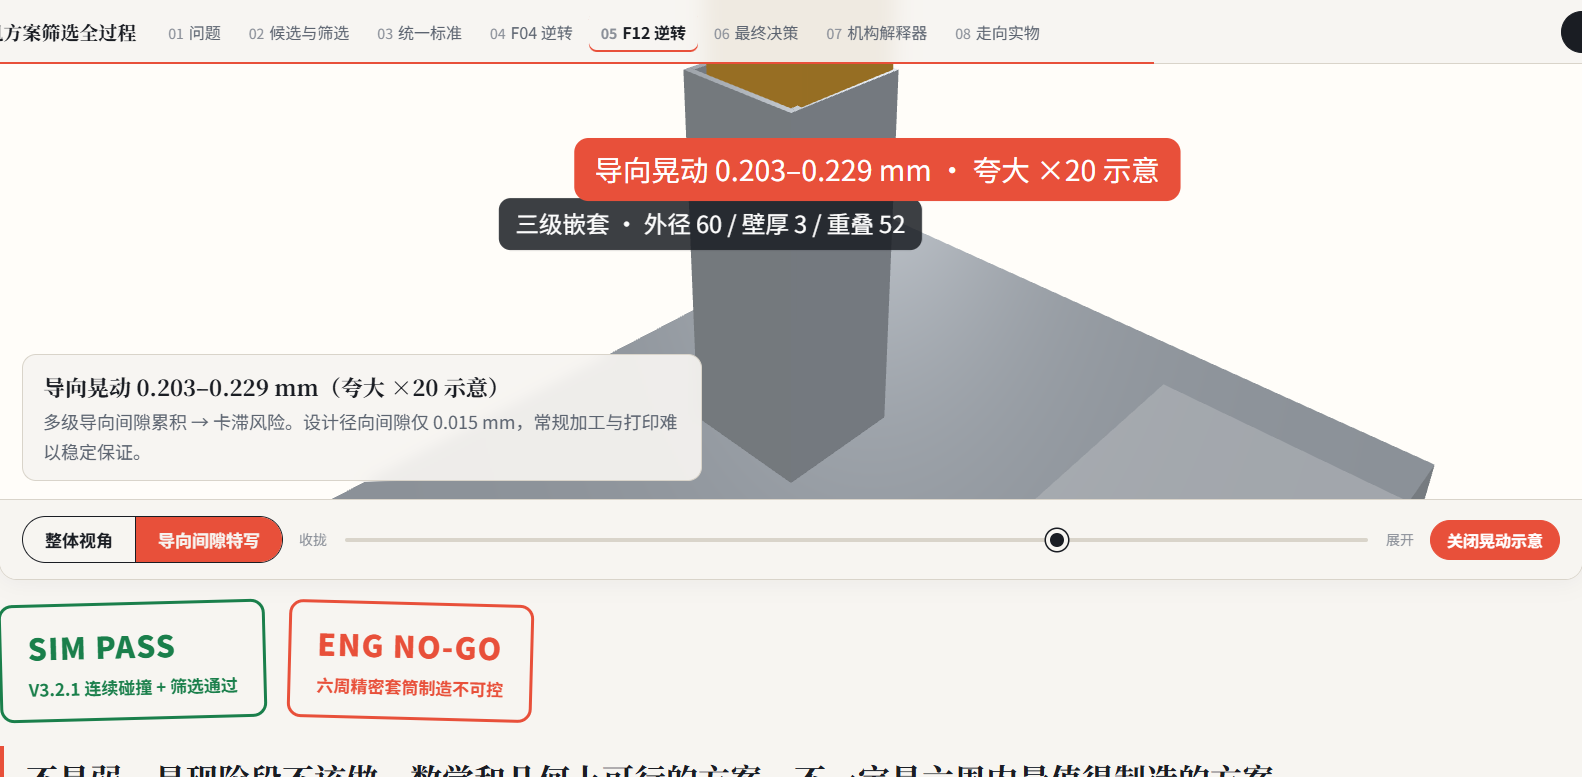 方案筛选全过程
01 问题
02 候选与筛选
03 统一标准
04 F04 逆转
05 F12 逆转
06 最终决策
07 机构解释器
08 走向实物
导向晃动 0.203–0.229 mm · 夸大 ×20 示意
三级嵌套 · 外径 60 / 壁厚 3 / 重叠 52
导向晃动 0.203–0.229 mm（夸大 ×20 示意）
多级导向间隙累积 → 卡滞风险。设计径向间隙仅 0.015 mm，常规加工与打印难
以稳定保证。
整体视角
导向间隙特写
收拢
展开
关闭晃动示意
SIM PASS
V3.2.1 连续碰撞 + 筛选通过
ENG NO-GO
六周精密套筒制造不可控